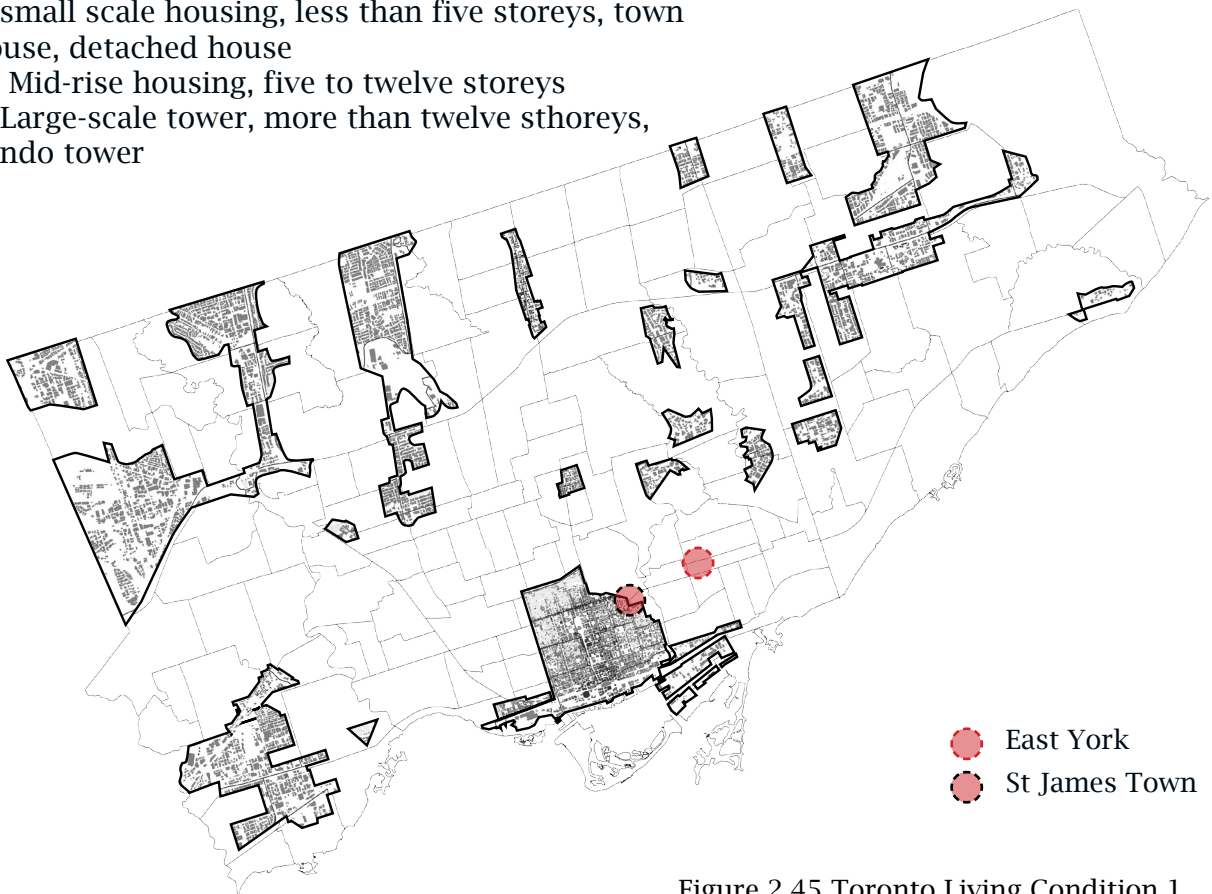 small scale housing, less than five storeys, town
ouse, detached house
Mid-rise housing, five to twelve storeys
Large-scale tower, more than twelve sthoreys,
ndo tower
East York
St James Town
Figure 2.45 Toronto Living Condition 1